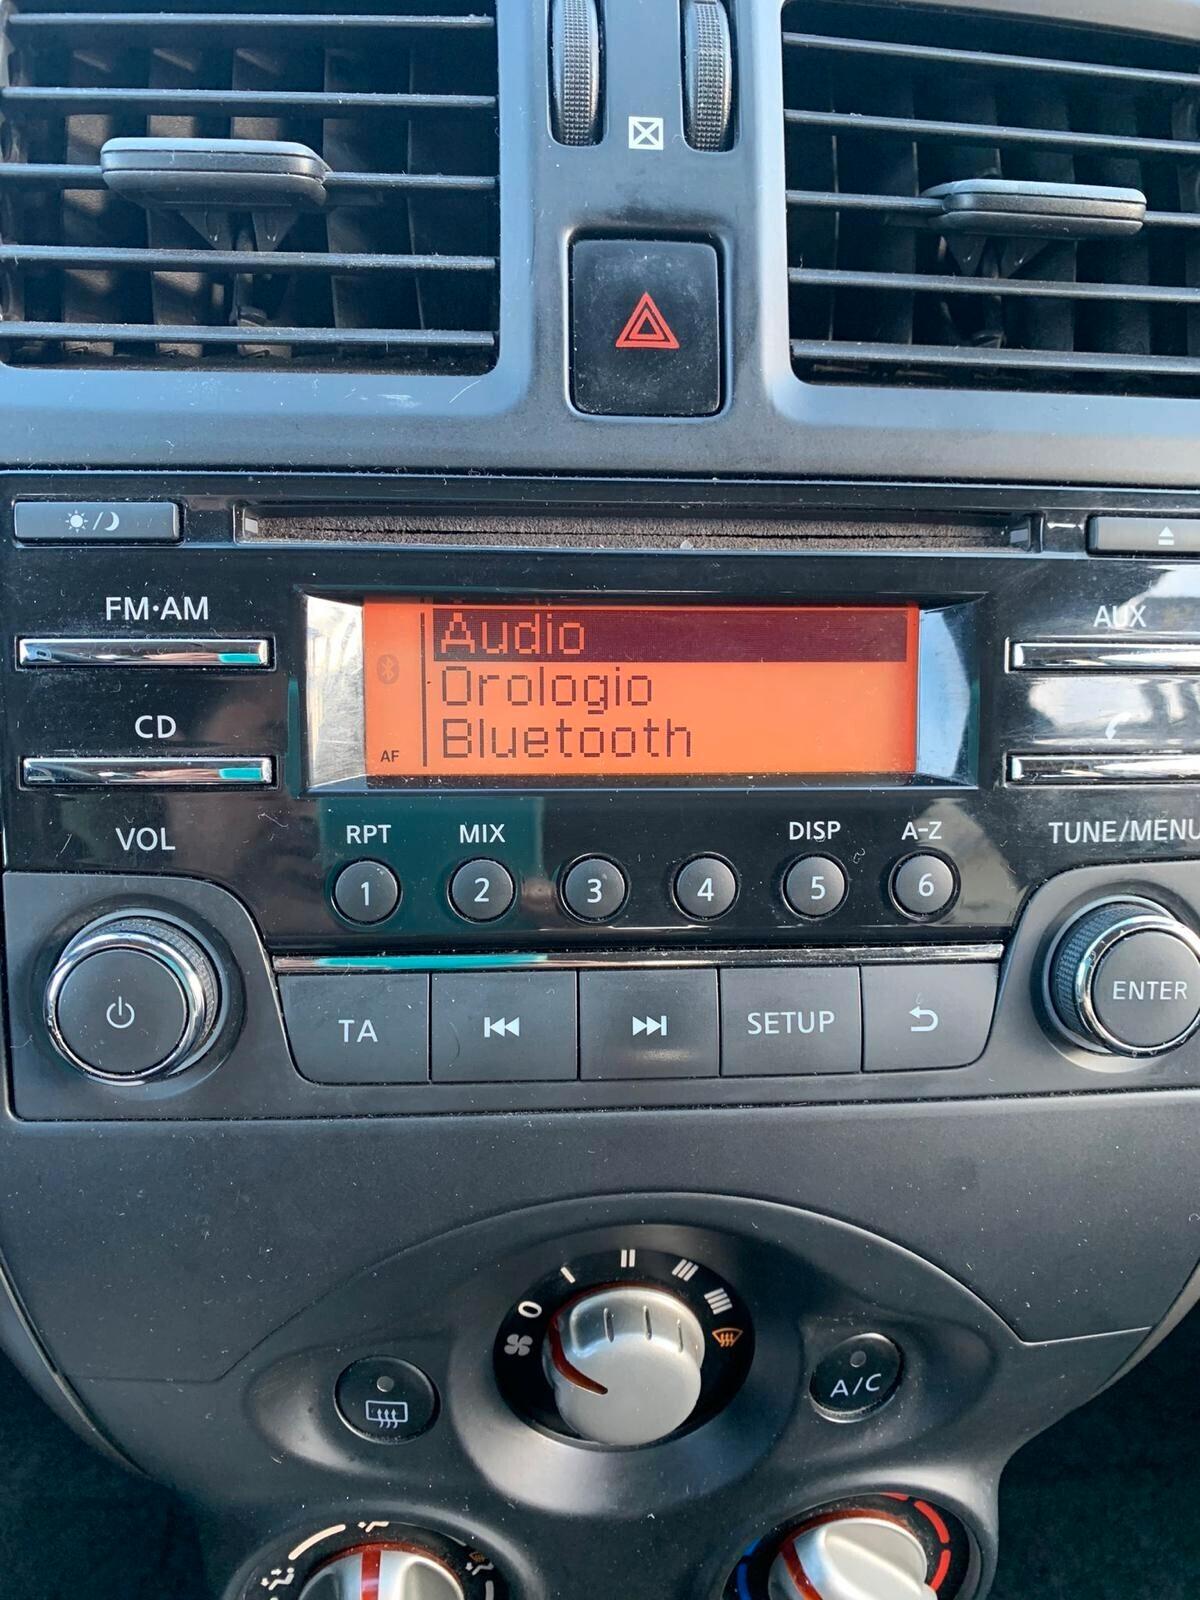 FM·AM
AUX
CD
Audio
Orologio
Bluetooth
AF
VOL
RPT
MIX
DISP
A-Z
TUNE/MENU
1
2
3
4
5
6
TA
SETUP
ENTER
0
A/C